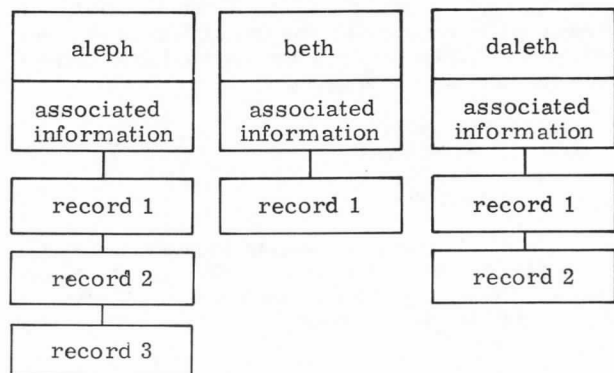 aleph
associated
information
record 1
record 2
record 3
beth
associated
information
record 1
daleth
associated
information
record 1
record 2